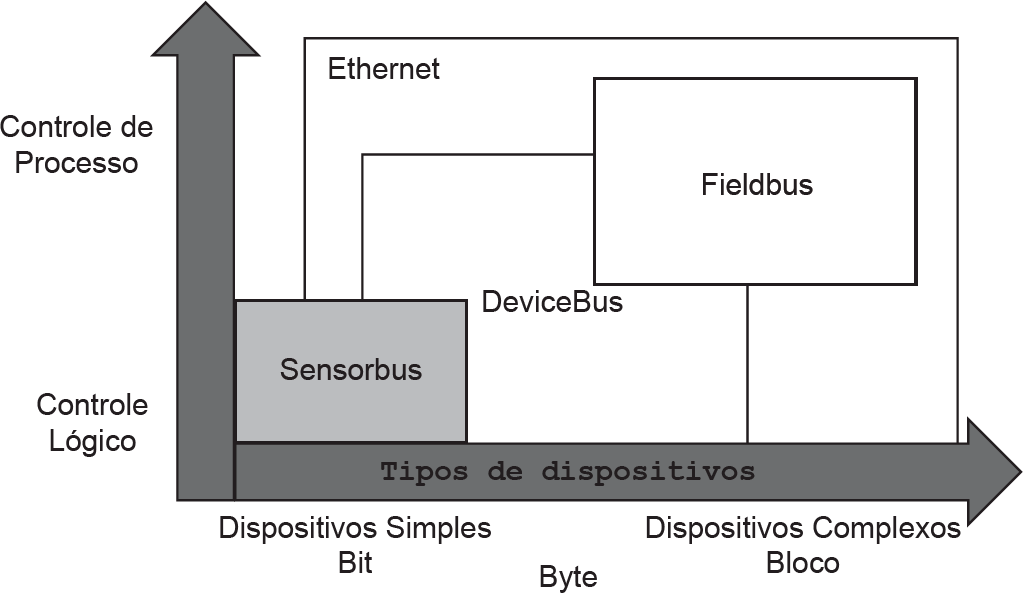 Ethernet
Controle de
Processo
Fieldbus
DeviceBus
Sensorbus
Controle
Lógico
Tipos de dispositivos
Dispositivos Simples
Bit
Byte
Dispositivos Complexos
Bloco